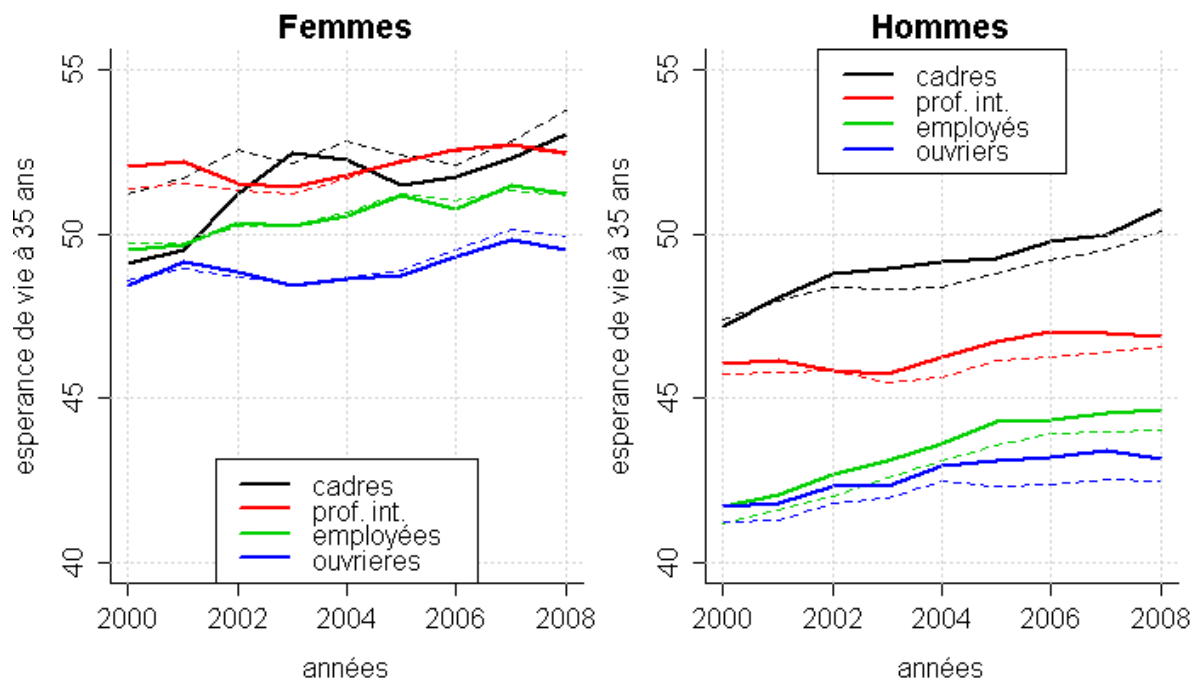 Femmes
55
50
45
40
esperance de vie à 35 ans
cadres
prof. int.
employées
ouvrieres
2000 2002 2004 2006 2008
années
Hommes
55
50
45
40
esperance de vie à 35 ans
cadres
prof. int.
employés
ouvriers
2000 2002 2004 2006 2008
années